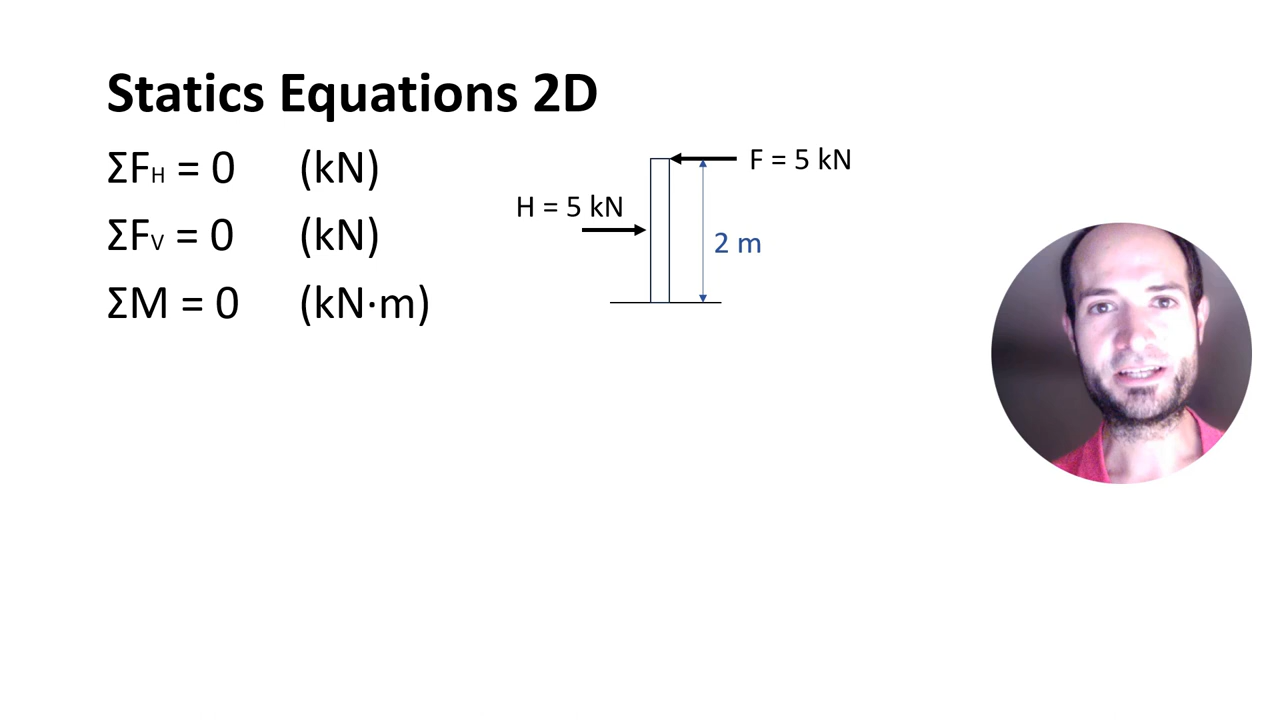 Statics Equations 2D
ΣFH = 0 (kN)
ΣFV = 0 (kN)
ΣM = 0 (kN·m)
F = 5 kN
H = 5 kN
2 m